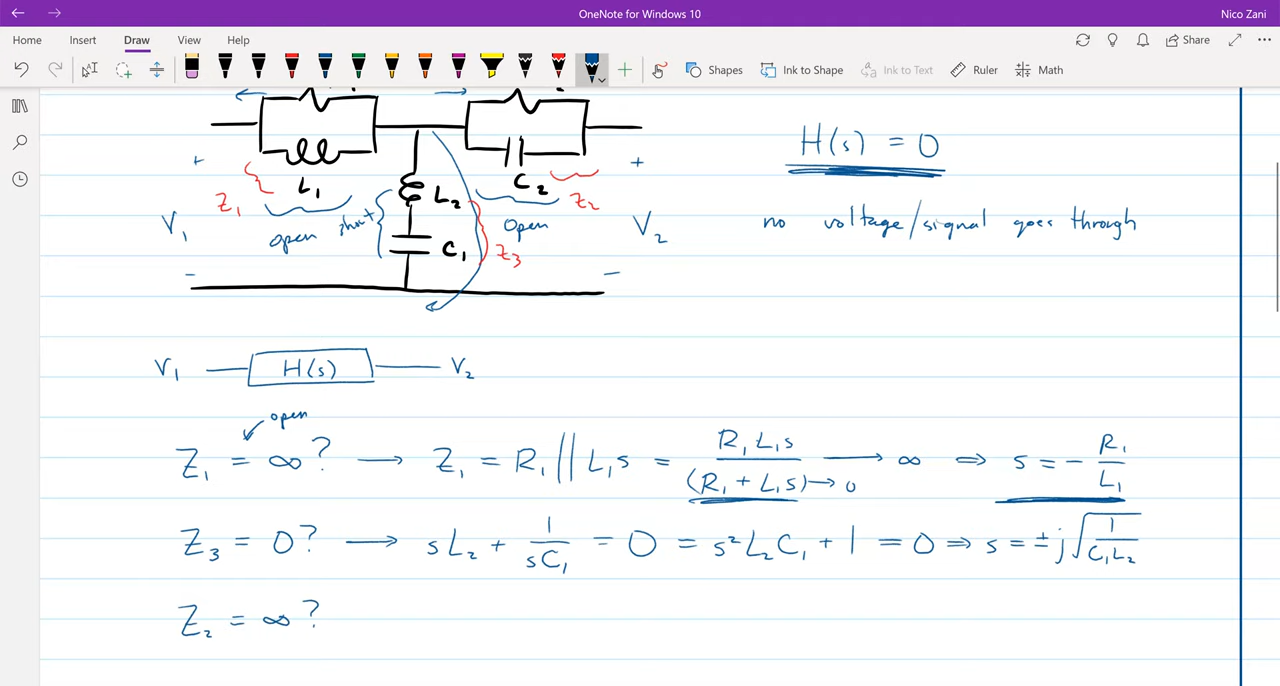 OneNote for Windows 10
Nico Zani
Home Insert Draw View Help
Share
Shapes Ink to Shape Ink to Text Ruler Math
L₁
C₂
Z₁
Z₂
open
short
L₂
open
C₁
Z₃
V₁
V₂
+
+
-
-
H(s) = 0
no voltage/signal goes through
V₁ H(s) V₂
open
Z₁ = ∞ ? → Z₁ = R₁ || L₁s = R₁L₁s / (R₁ + L₁s)→0 → ∞ ⇒ s = - R₁/L₁
Z₃ = 0 ? → sL₂ + 1/sC₁ = 0 = s²L₂C₁ + 1 = 0 ⇒ s = ±j√(1/C₁L₂)
Z₂ = ∞ ?